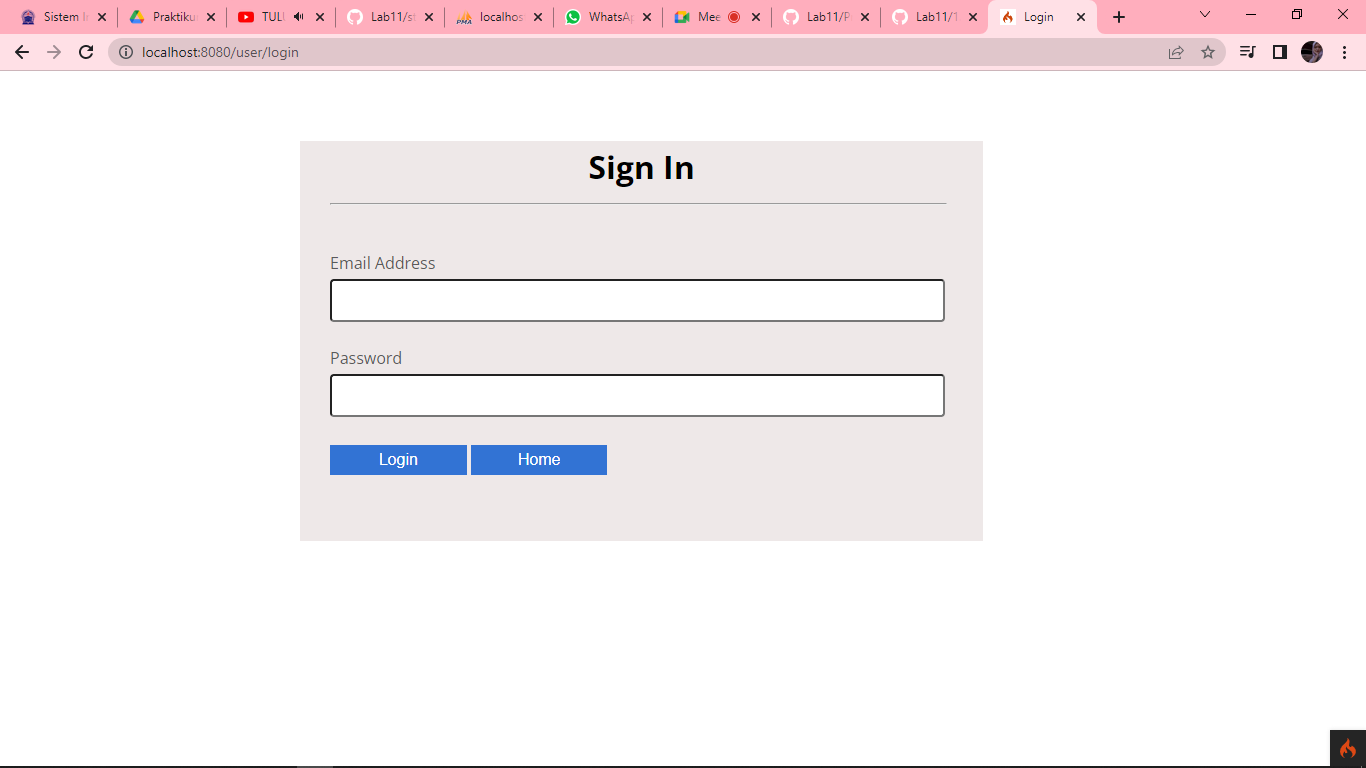 Sistem I
Praktiku
TUL
Lab11/s
localhos
WhatsA
Mee
Lab11/P
Lab11/1
Login
localhost:8080/user/login
Sign In
Email Address
Password
Login Home